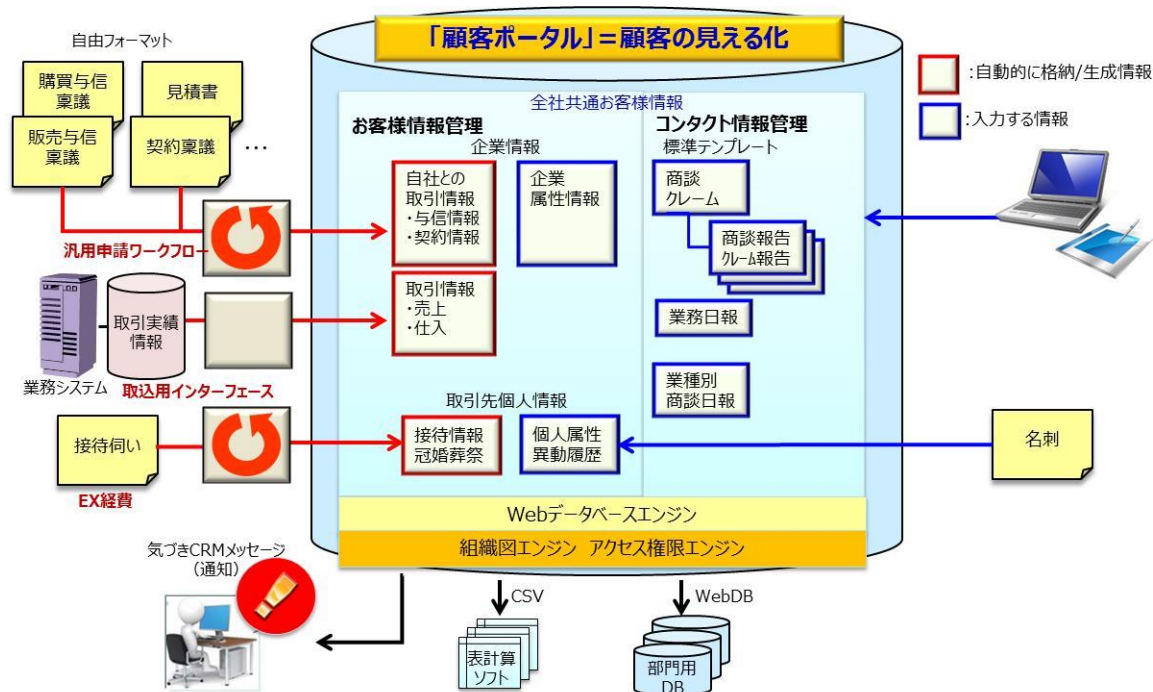 「顧客ポータル」＝顧客の見える化
自由フォーマット
購買与信
稟議
見積書
販売与信
稟議
契約稟議
…
汎用申請ワークフロー
業務システム
取引実績
情報
取込用インターフェース
接待伺い
EX経費
全社共通お客様情報
お客様情報管理
企業情報
自社との
取引情報
・与信情報
・契約情報
企業
属性情報
取引情報
・売上
・仕入
取引先個人情報
接待情報
冠婚葬祭
個人属性
異動履歴
コンタクト情報管理
標準テンプレート
商談
クレーム
商談報告
クレーム報告
業務日報
業種別
商談日報
Webデータベースエンジン
組織図エンジン アクセス権限エンジン
:自動的に格納/生成情報
:入力する情報
名刺
気づきCRMメッセージ
（通知）
CSV
表計算
ソフト
WebDB
部門用
DB